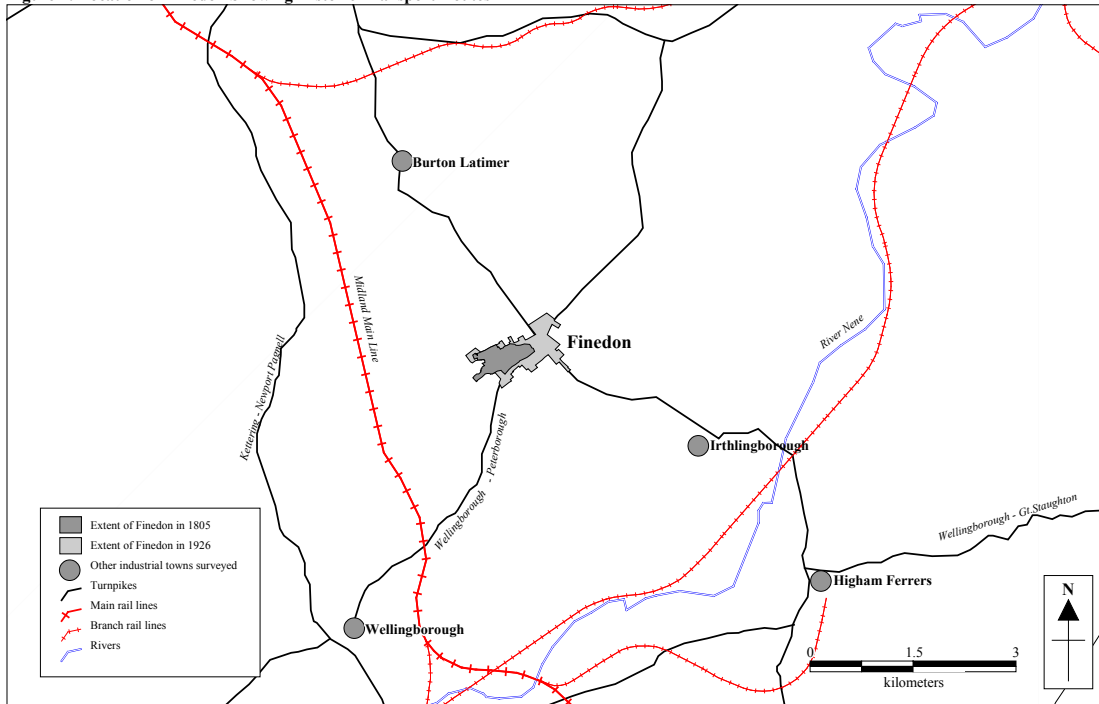 Burton Latimer
Midland Main Line
Kettering - Newport Pagnell
Finedon
River Nene
Wellingborough - Peterborough
Irthlingborough
Wellingborough - Gt.Staughton
Higham Ferrers
Wellingborough
Extent of Finedon in 1805
Extent of Finedon in 1926
Other industrial towns surveyed
Turnpikes
Main rail lines
Branch rail lines
Rivers
N
0 1.5 3
kilometers